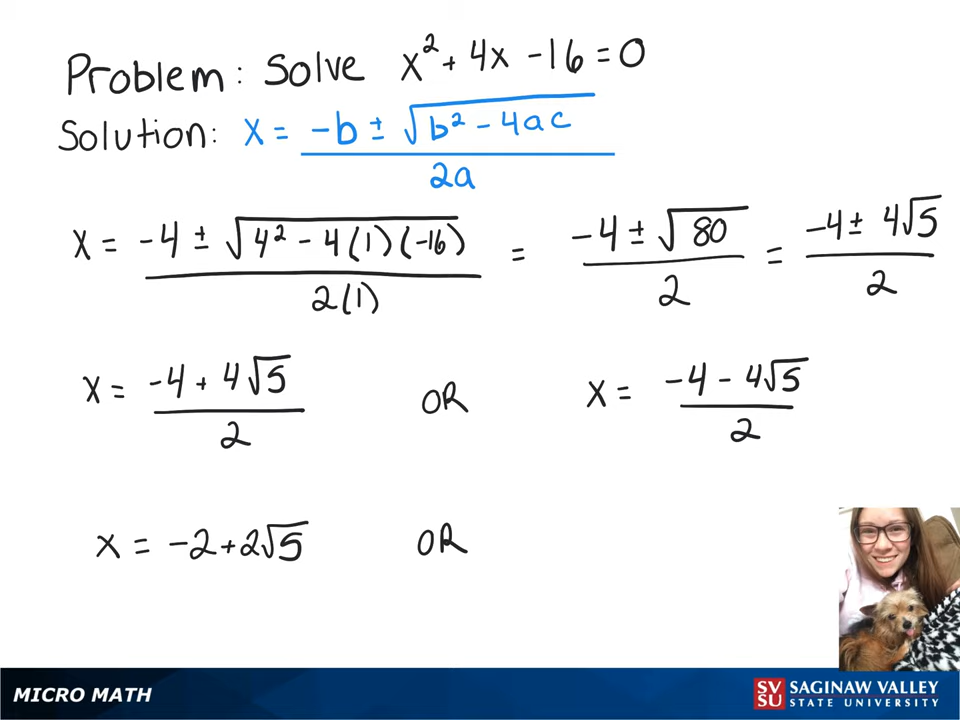 Problem: Solve x² + 4x - 16 = 0
Solution: x = (-b ± √(b² - 4ac)) / 2a
x = (-4 ± √(4² - 4(1)(-16))) / 2(1) = (-4 ± √80) / 2 = (-4 ± 4√5) / 2
x = (-4 + 4√5) / 2 OR x = (-4 - 4√5) / 2
x = -2 + 2√5 OR
MICRO MATH
SVSU SAGINAW VALLEY
STATE UNIVERSITY